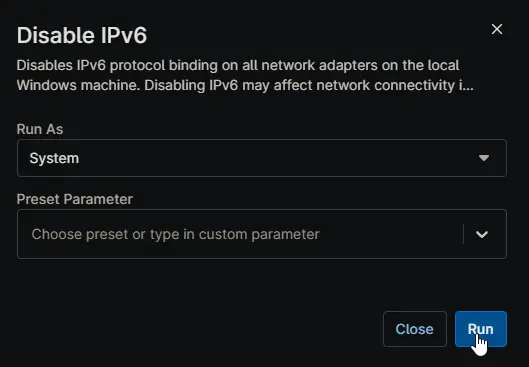 Disable IPv6
Disables IPv6 protocol binding on all network adapters on the local
Windows machine. Disabling IPv6 may affect network connectivity i...
Run As
System
Preset Parameter
Choose preset or type in custom parameter
Close
Run